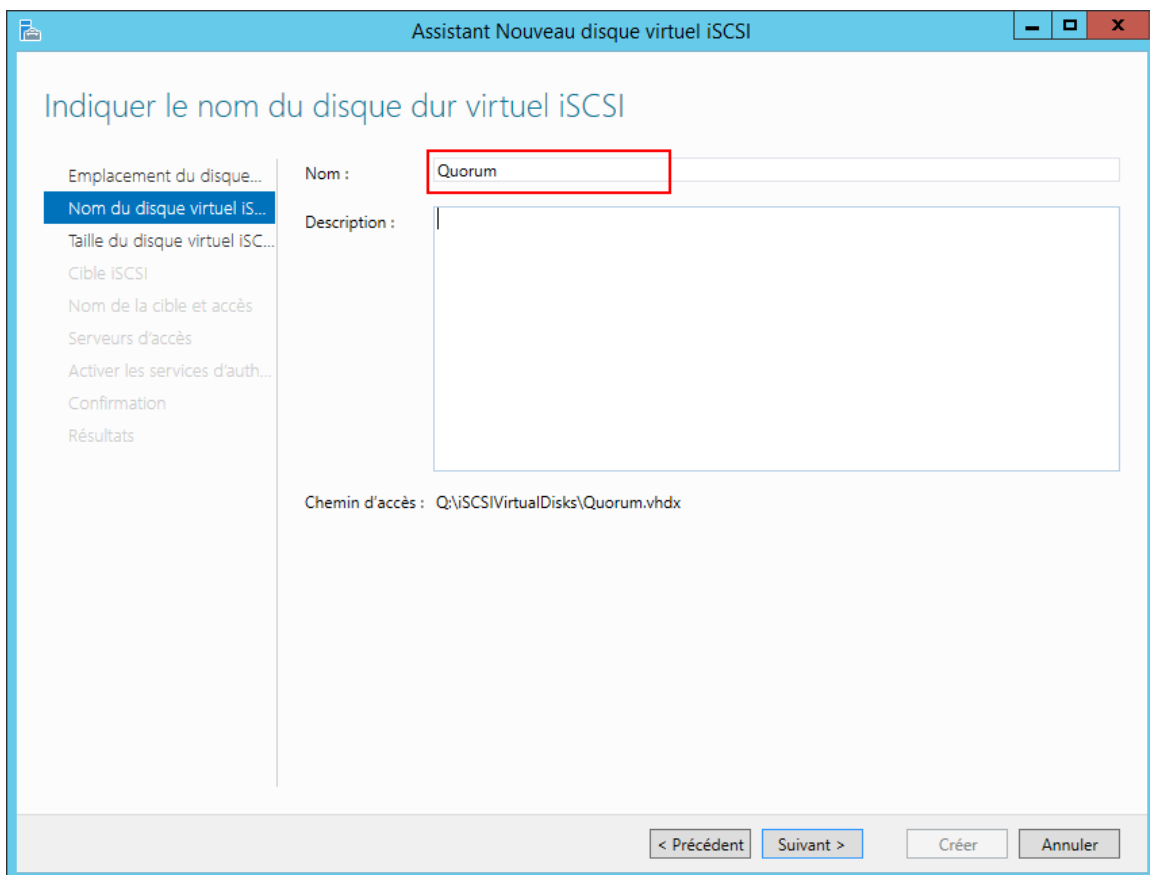 Assistant Nouveau disque virtuel iSCSI
Indiquer le nom du disque dur virtuel iSCSI
Emplacement du disque...
Nom du disque virtuel iS...
Taille du disque virtuel iSC...
Cible iSCSI
Nom de la cible et accès
Serveurs d'accès
Activer les services d'auth...
Confirmation
Résultats
Nom :
Quorum
Description :
Chemin d'accès : Q:\iSCSIVirtualDisks\Quorum.vhdx
< Précédent
Suivant >
Créer
Annuler